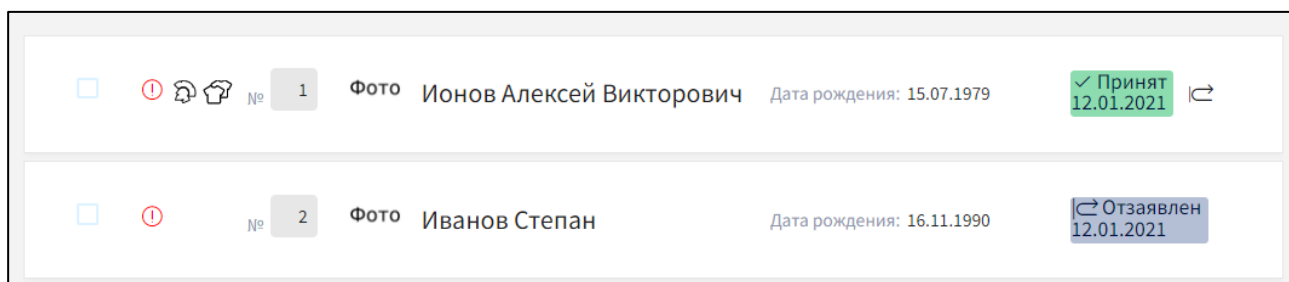 № 1 Фото Ионов Алексей Викторович Дата рождения: 15.07.1979 Принят
12.01.2021
№ 2 Фото Иванов Степан Дата рождения: 16.11.1990 Отзаявлен
12.01.2021